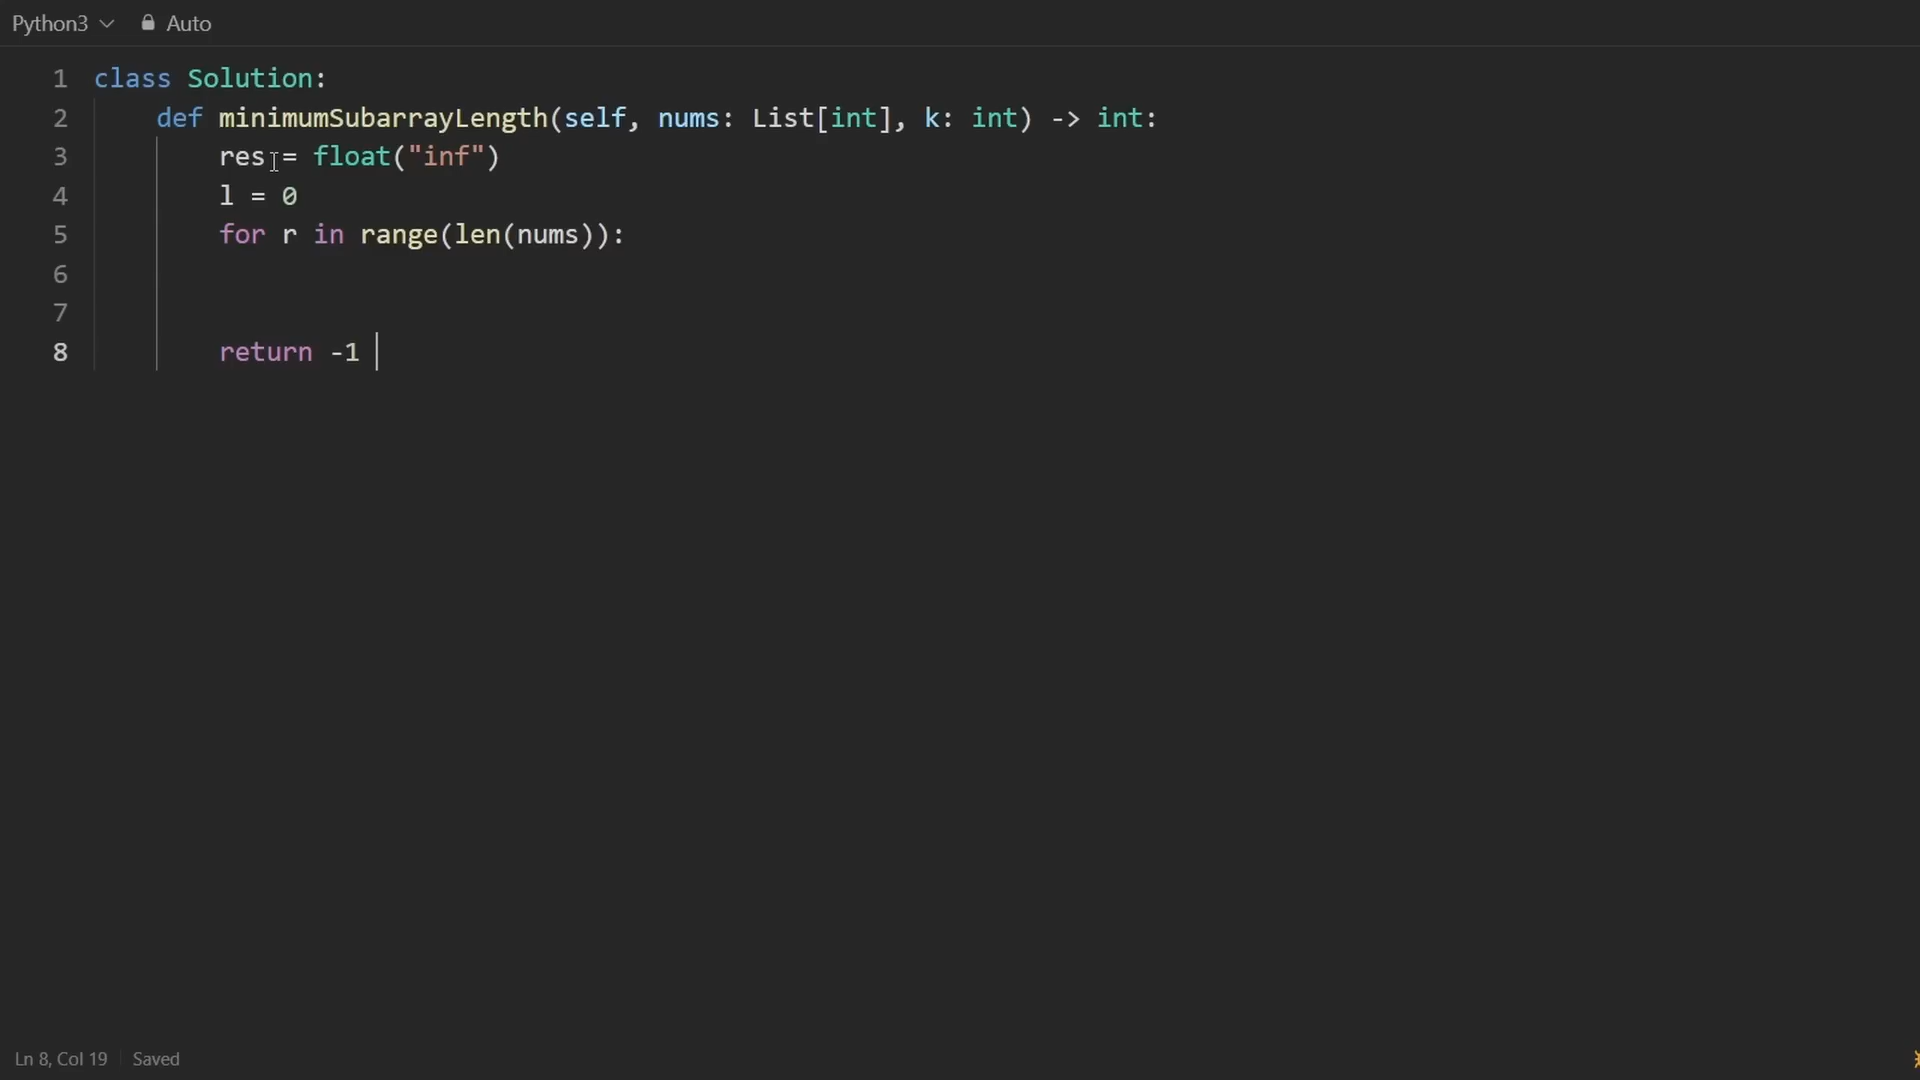 Python3 Auto
1 class Solution:
2 def minimumSubarrayLength(self, nums: List[int], k: int) -> int:
3 res = float("inf")
4 l = 0
5 for r in range(len(nums)):
6
7
8 return -1
Ln 8, Col 19 Saved